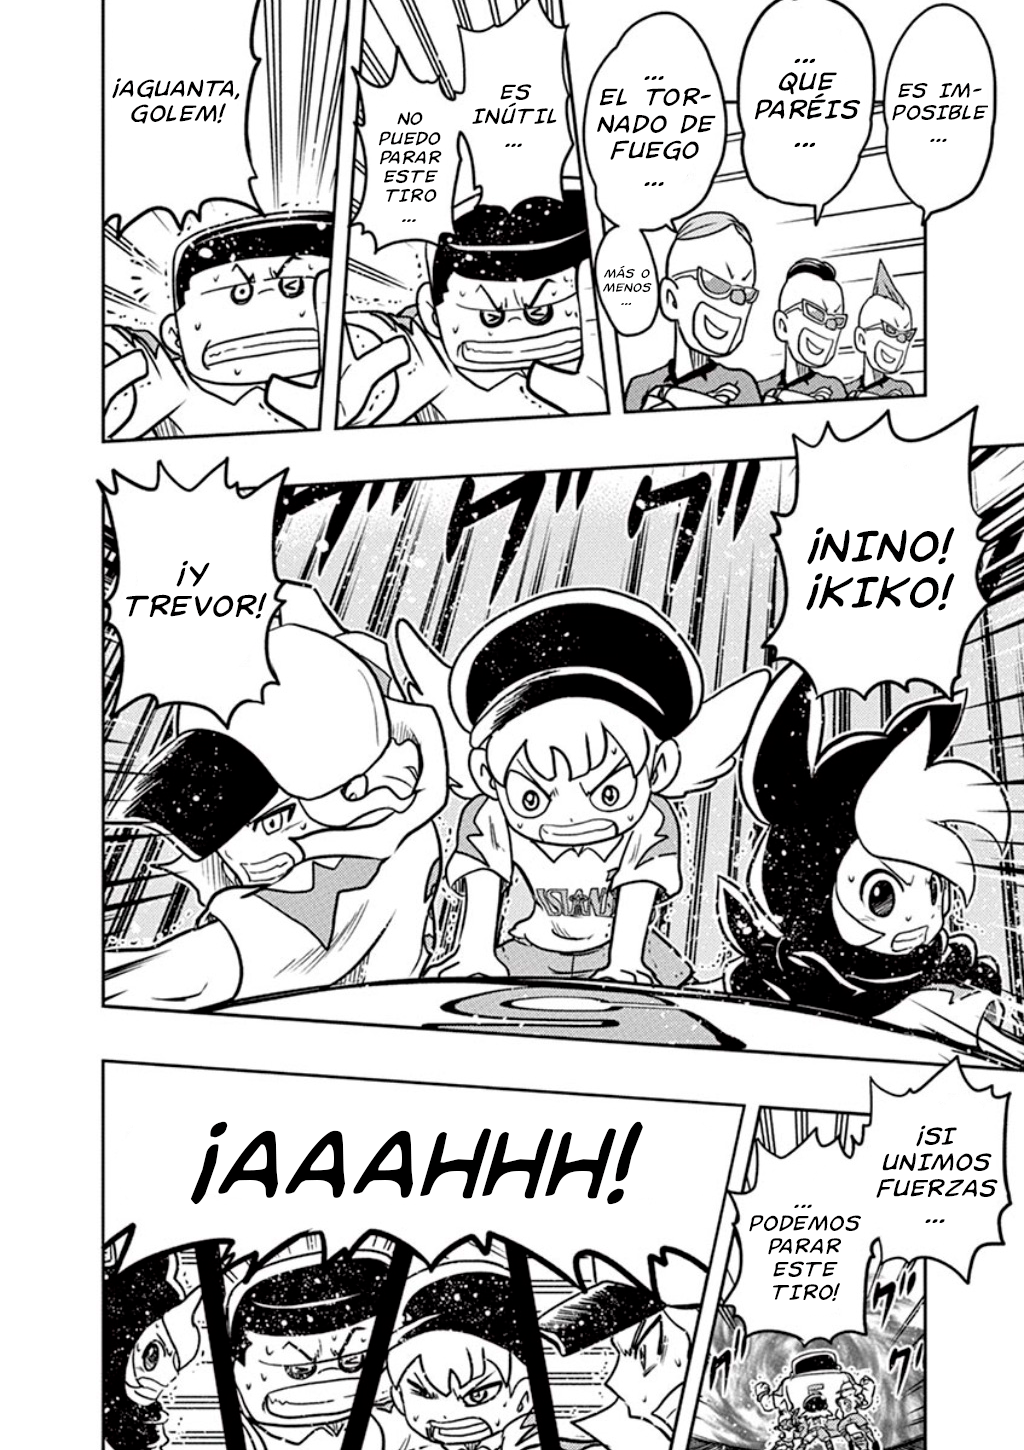 ES IM-
POSIBLE
...
...
QUE
PARÉIS
...
...
EL TOR-
NADO DE
FUEGO
...
MÁS O
MENOS
...
ES
INÚTIL
...
NO
PUEDO
PARAR
ESTE
TIRO
...
¡AGUANTA,
GOLEM!
¡NINO!
¡KIKO!
¡Y
TREVOR!
¡SI
UNIMOS
FUERZAS
...
...
PODEMOS
PARAR
ESTE
TIRO!
¡AAAHHH!